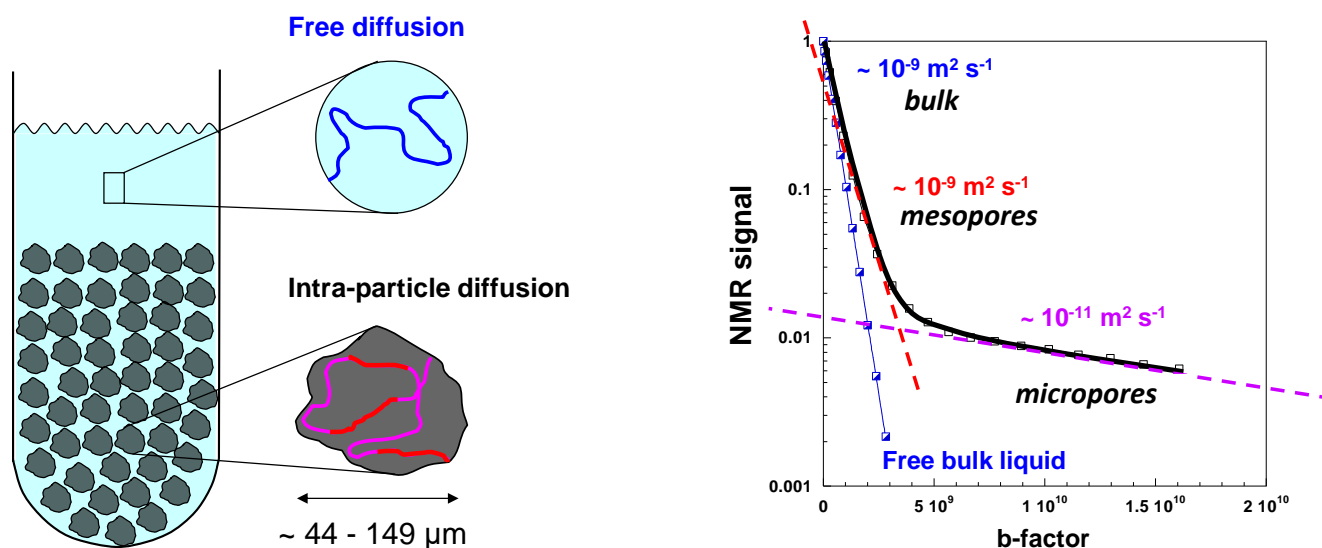 Free diffusion
Intra-particle diffusion
~ 44 - 149 µm
NMR signal
1
0.1
0.01
0.001
~ 10⁻⁹ m² s⁻¹
bulk
~ 10⁻⁹ m² s⁻¹
mesopores
~ 10⁻¹¹ m² s⁻¹
micropores
Free bulk liquid
0
5 10⁹
1 10¹⁰
1.5 10¹⁰
2 10¹⁰
b-factor